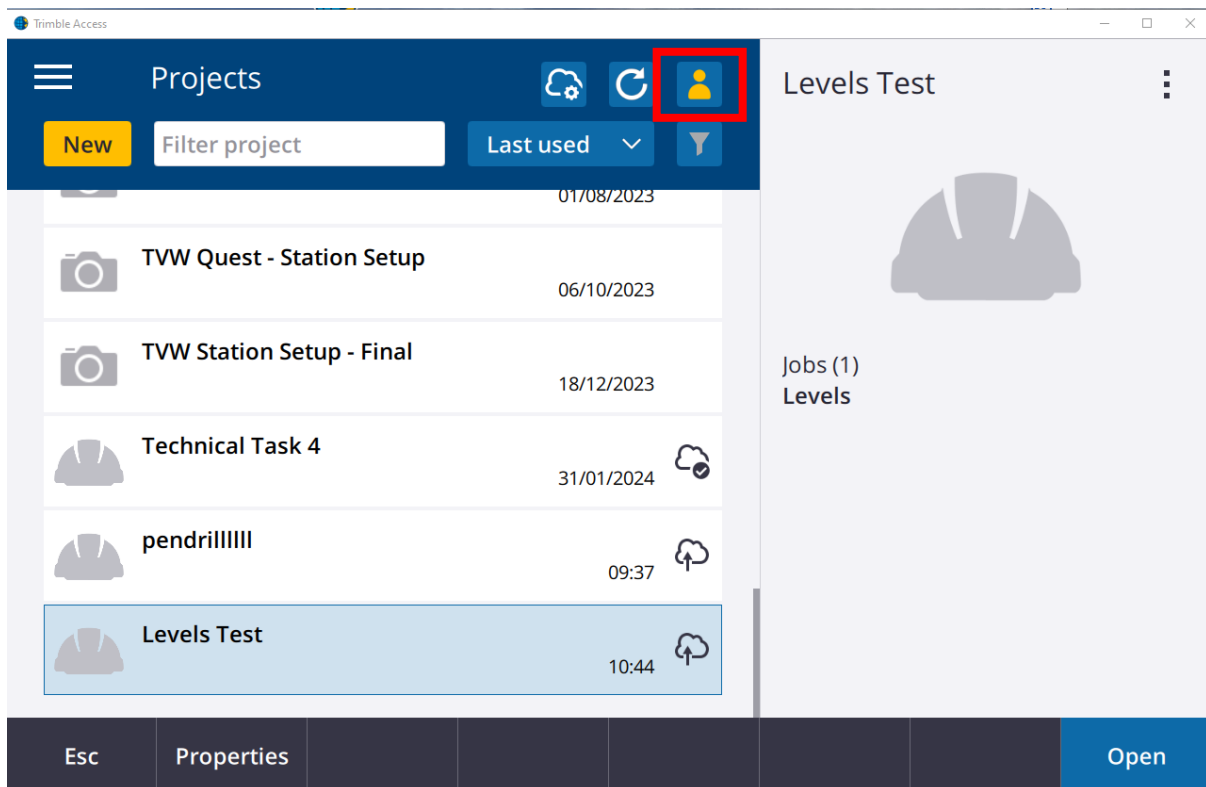 Trimble Access
Projects
New
Filter project
Last used
01/08/2023
TVW Quest - Station Setup
06/10/2023
TVW Station Setup - Final
18/12/2023
Technical Task 4
31/01/2024
pendrillllll
09:37
Levels Test
10:44
Levels Test
Jobs (1)
Levels
Esc
Properties
Open